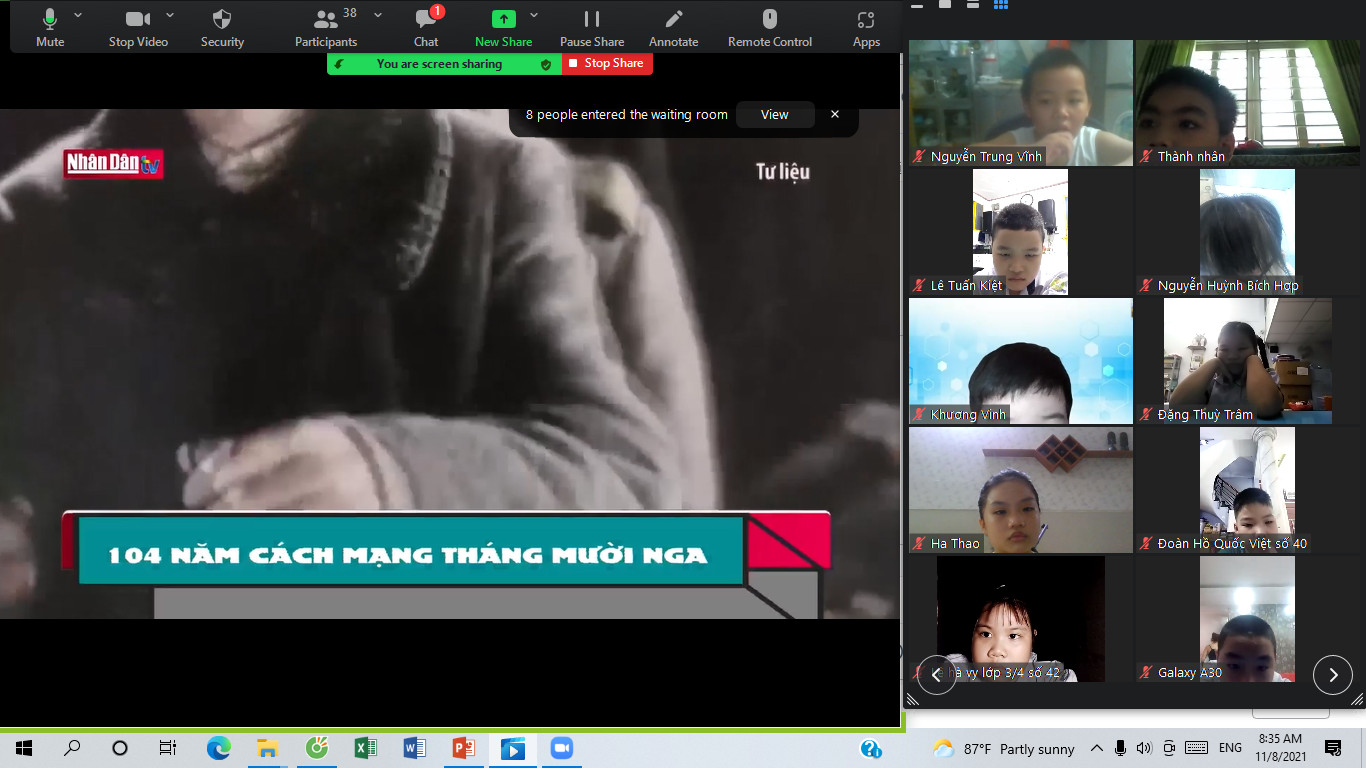 38
1
Mute
Stop Video
Security
Participants
Chat
New Share
Pause Share
Annotate
Remote Control
Apps
You are screen sharing
Stop Share
8 people entered the waiting room
View
Nhân Dân tv
Tư liệu
104 NĂM CÁCH MẠNG THÁNG MƯỜI NGA
Nguyễn Trung Vĩnh
Thành nhân
Lê Tuấn Kiệt
Nguyễn Huỳnh Bích Hợp
Khương Vinh
Đặng Thuỳ Trâm
Ha Thao
Đoàn Hồ Quốc Việt số 40
hà vy lớp 3/4 số 42
Galaxy A30
87°F Partly sunny
ENG
8:35 AM
11/8/2021